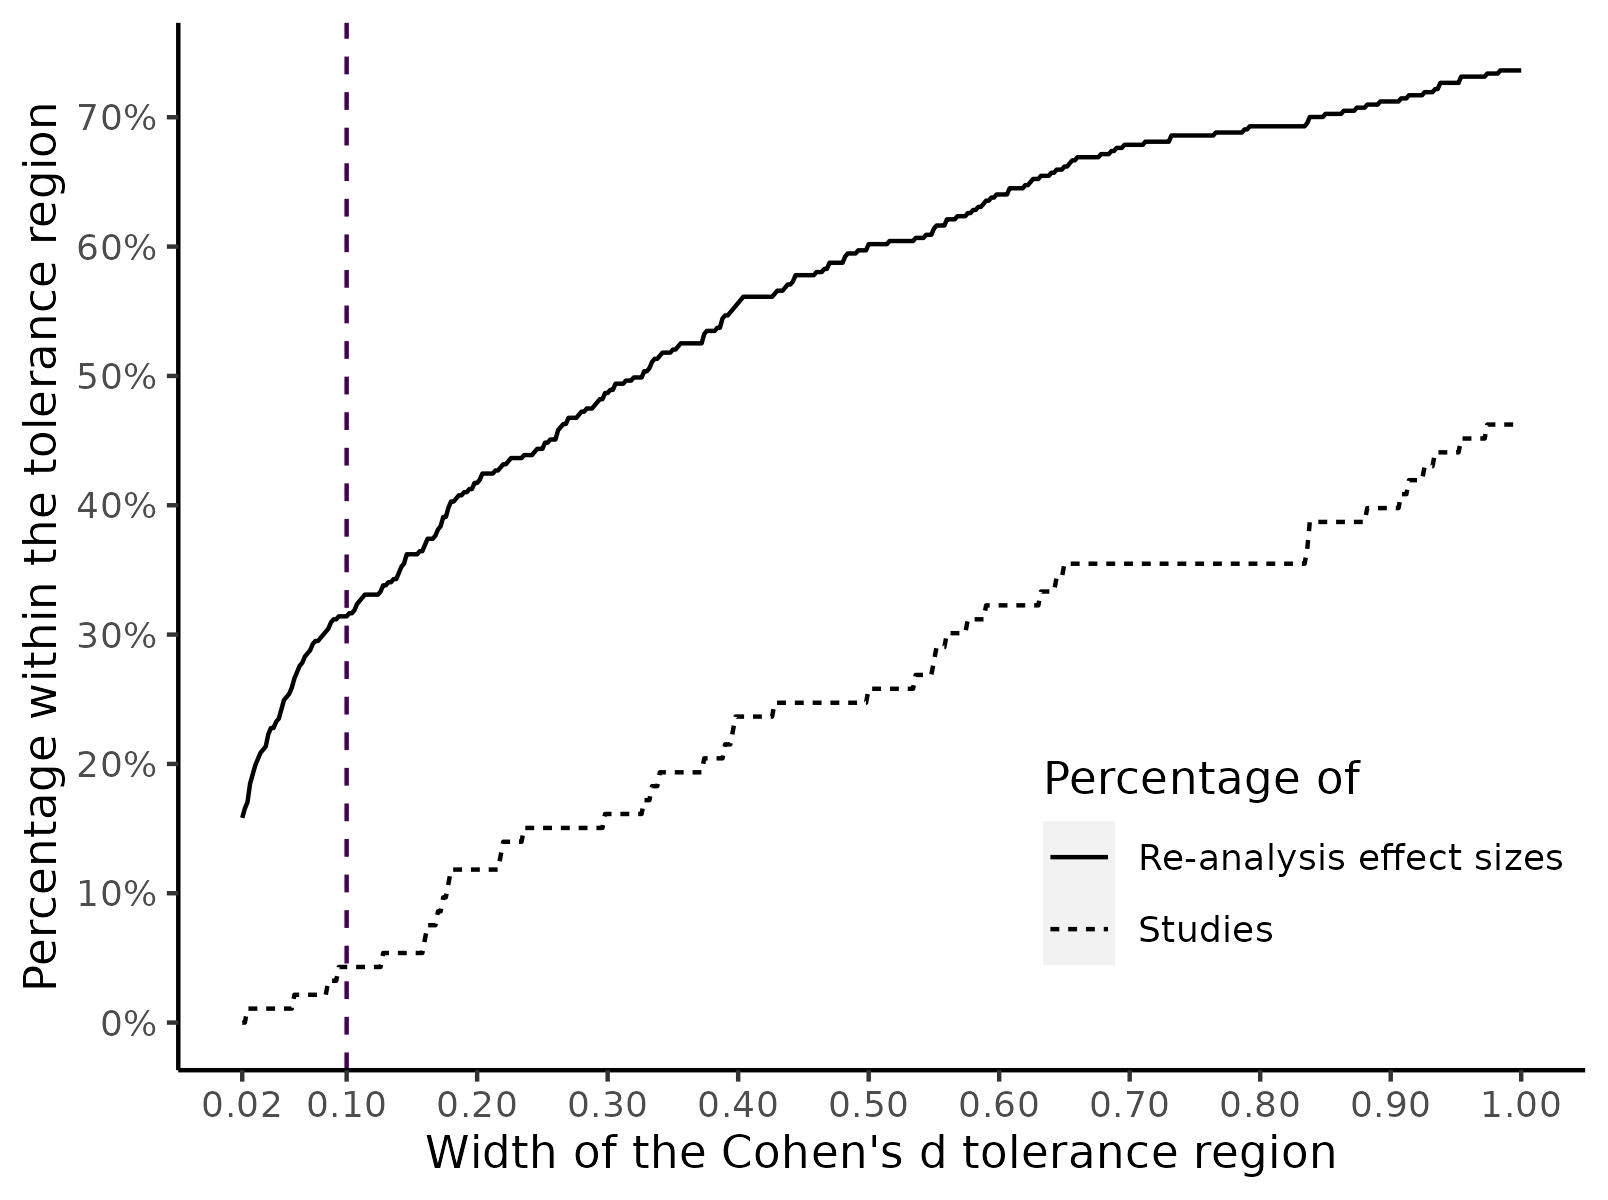 Percentage within the tolerance region
70%
60%
50%
40%
30%
20%
10%
0%
Percentage of
Re-analysis effect sizes
Studies
0.02 0.10 0.20 0.30 0.40 0.50 0.60 0.70 0.80 0.90 1.00
Width of the Cohen's d tolerance region